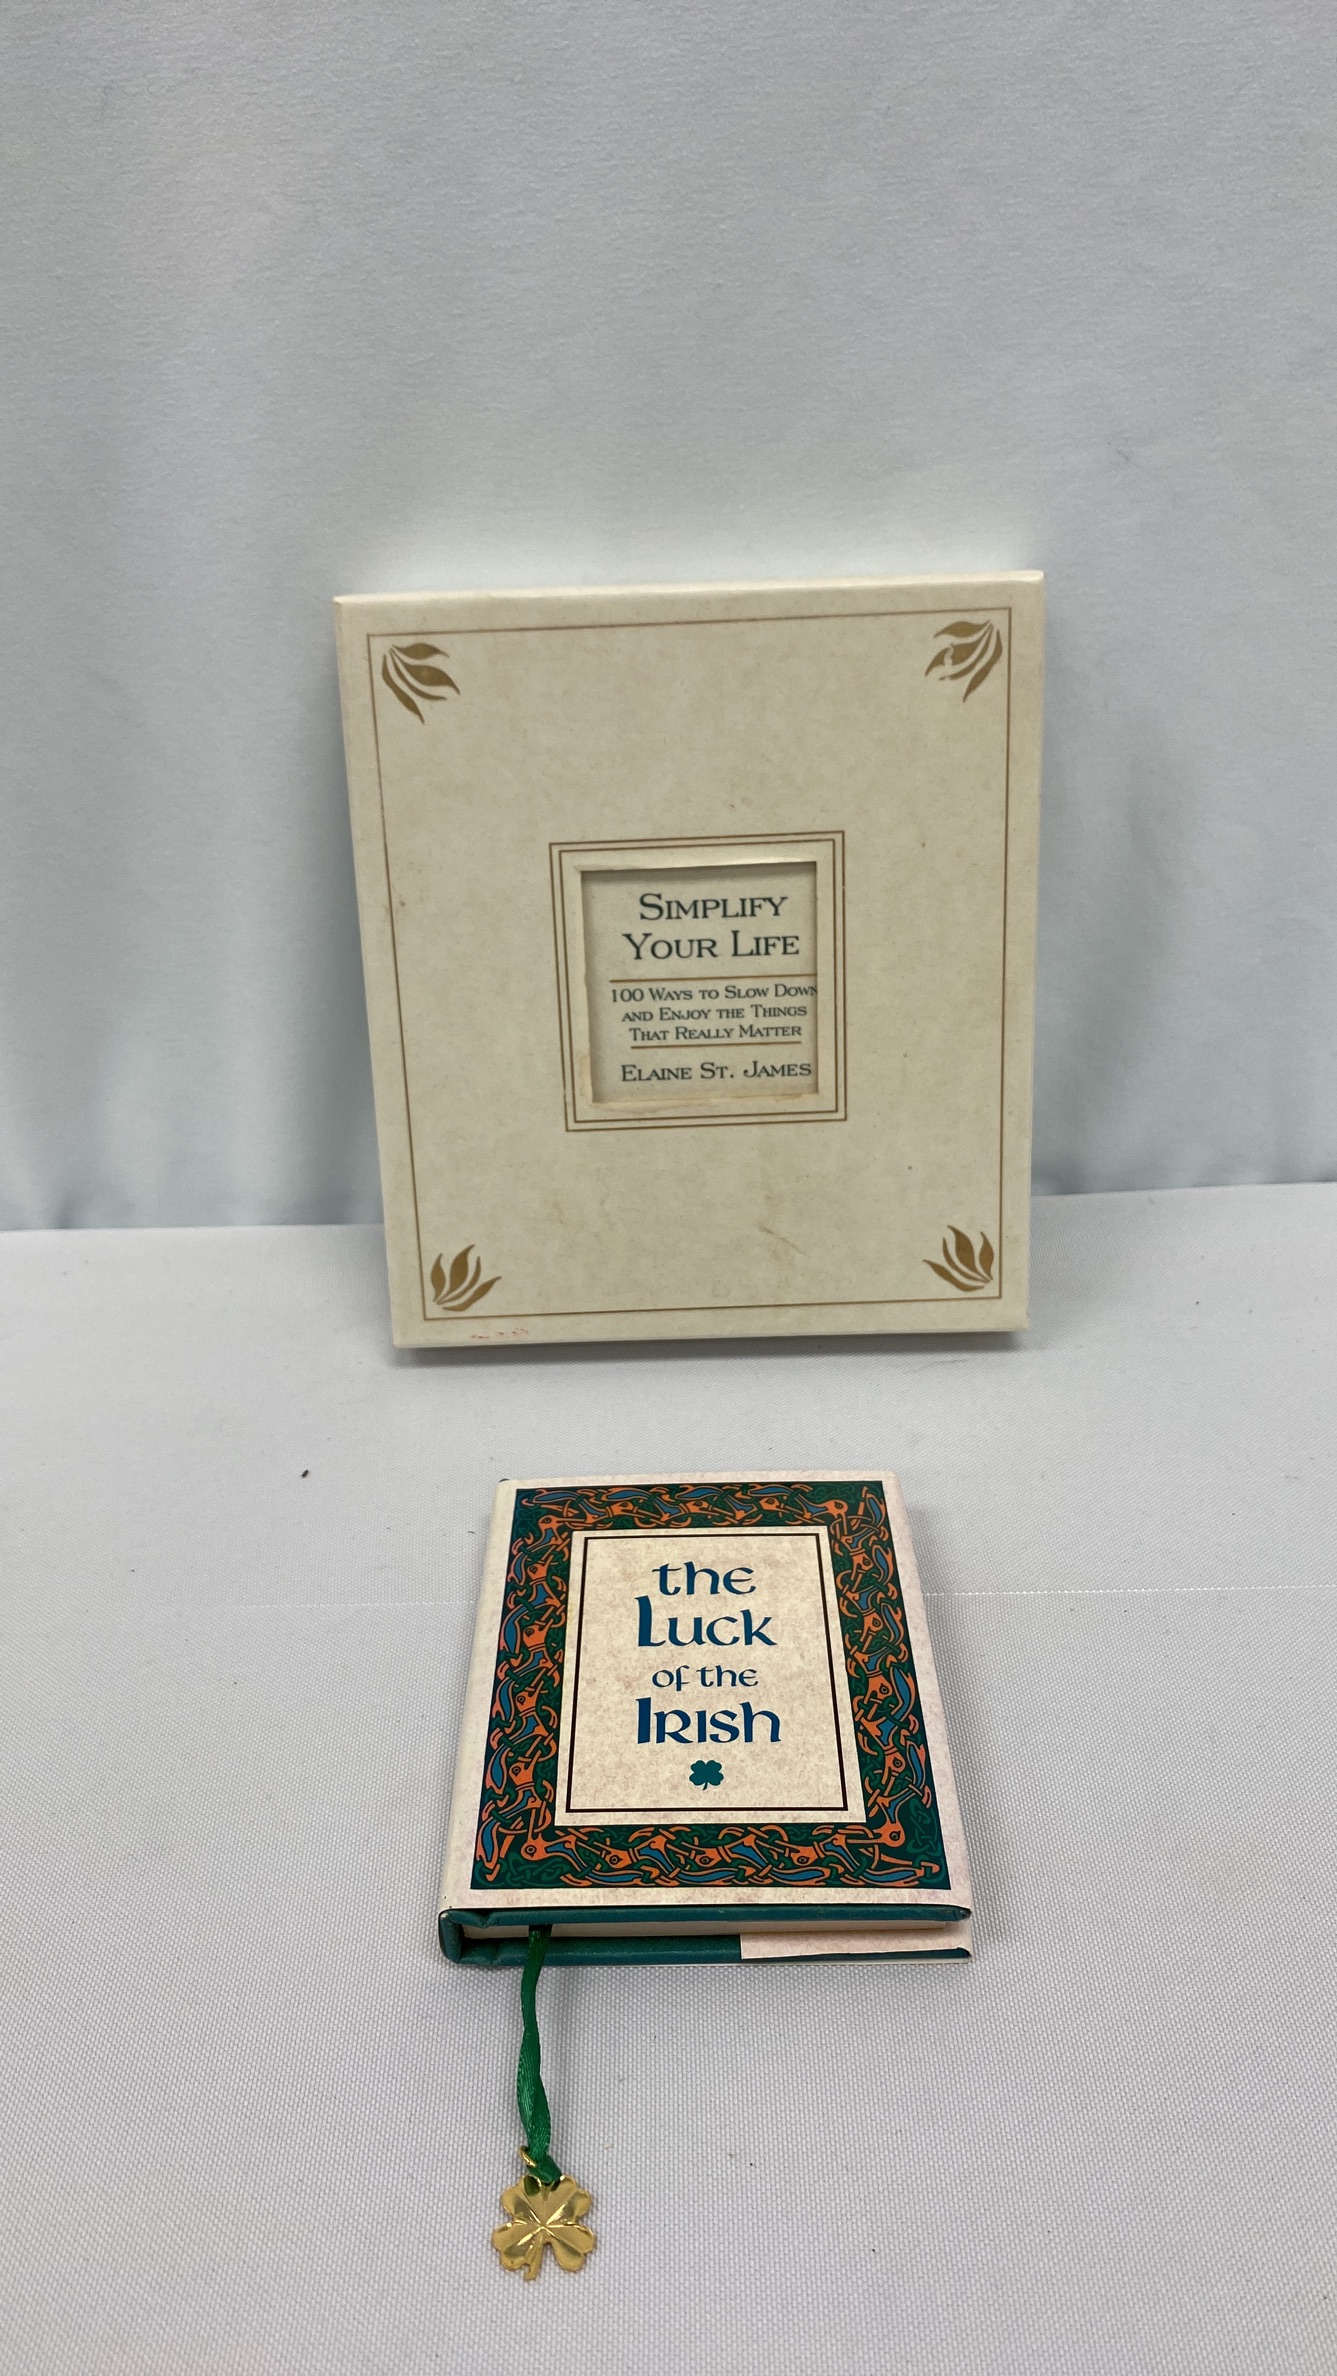 Simplify
Your Life
100 Ways to Slow Down
and Enjoy the Things
That Really Matter
Elaine St. James
the
Luck
of the
Irish